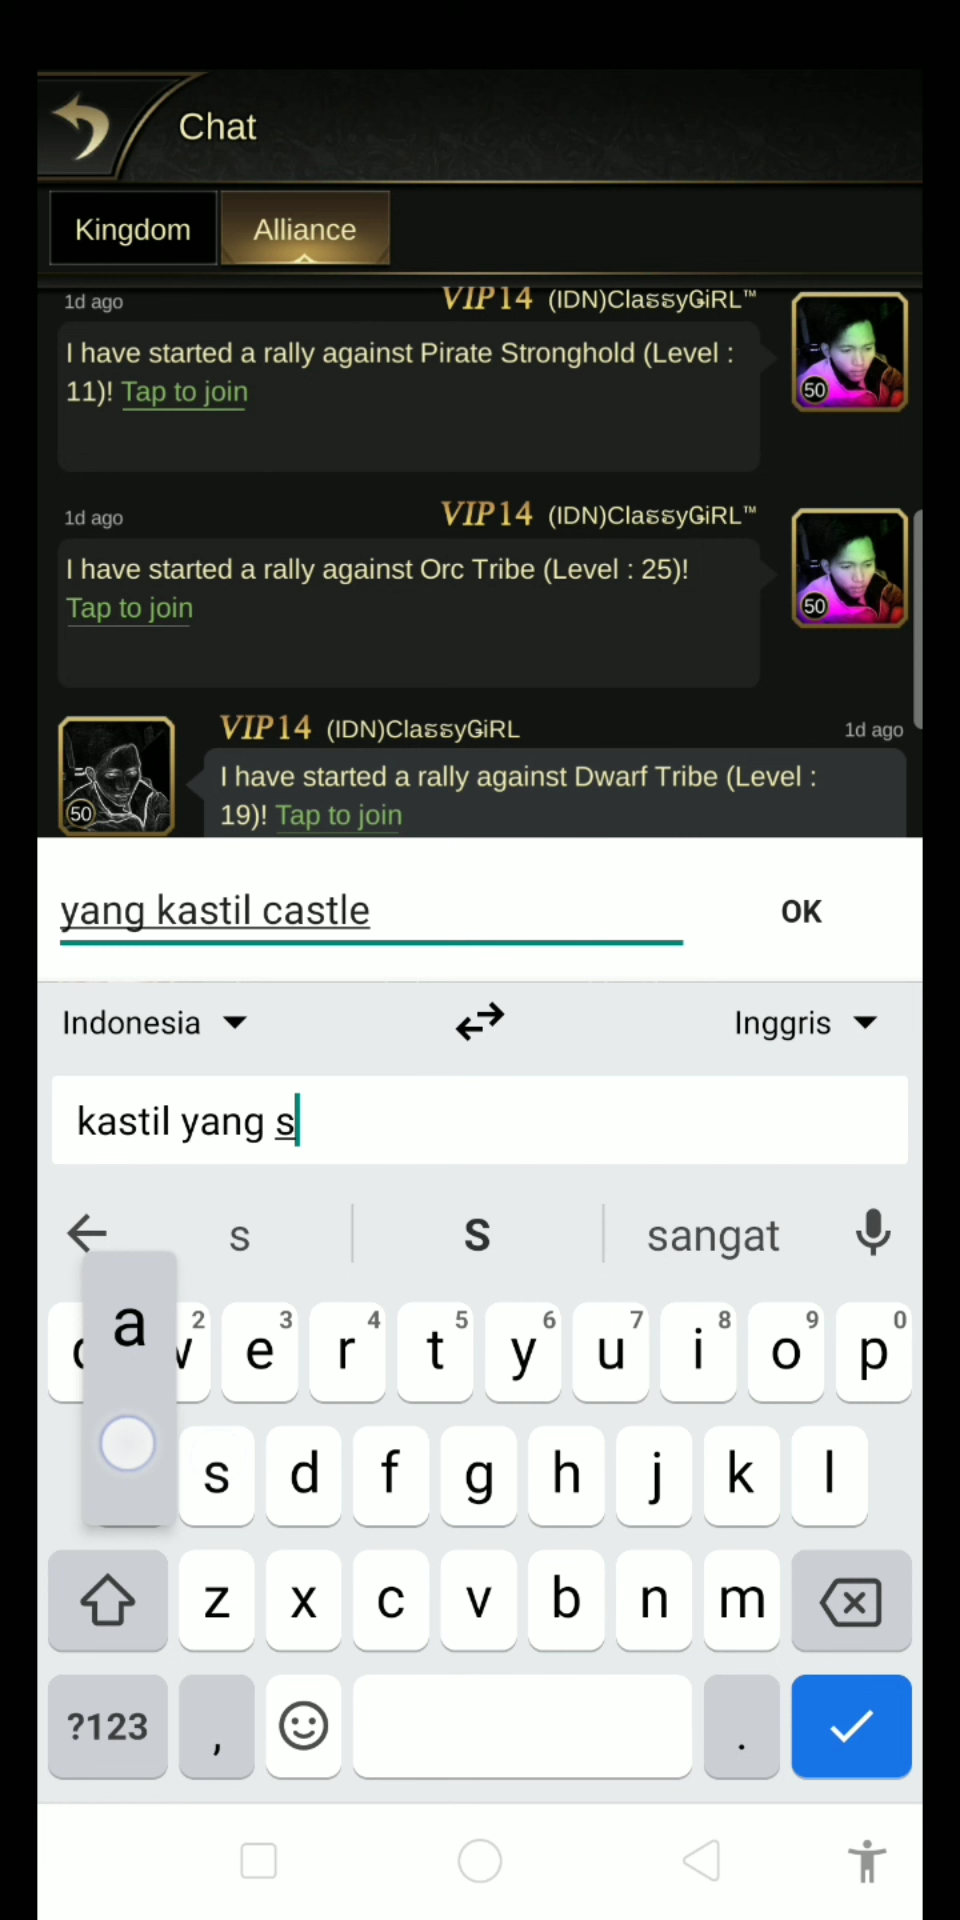 Chat
Kingdom
Alliance
1d ago
VIP14 (IDN)ClassyGiRL™
I have started a rally against Pirate Stronghold (Level :
11)! Tap to join
50
1d ago
VIP14 (IDN)ClassyGiRL™
I have started a rally against Orc Tribe (Level : 25)!
Tap to join
50
VIP14 (IDN)ClassyGiRL
1d ago
I have started a rally against Dwarf Tribe (Level :
19)! Tap to join
50
yang kastil castle
OK
Indonesia
Inggris
kastil yang s
s
S
sangat
a
2 3 4 5 6 7 8 9 0
e r t y u i o p
s d f g h j k l
z x c v b n m
?123 , .